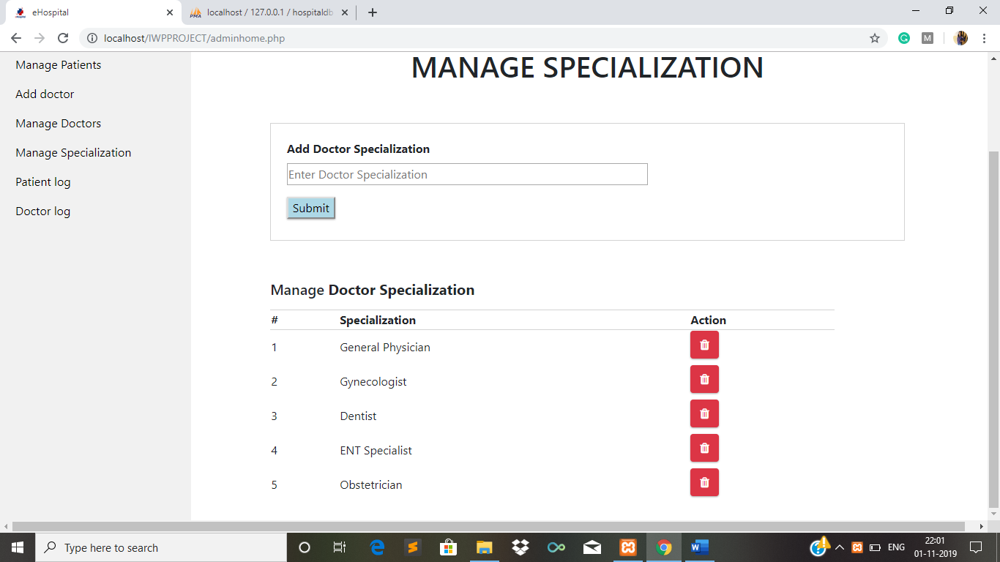 eHospital
localhost / 127.0.0.1 / hospitaldb
PMA
localhost/IWPPROJECT/adminhome.php
M
Manage Patients
Add doctor
Manage Doctors
Manage Specialization
Patient log
Doctor log
MANAGE SPECIALIZATION
Add Doctor Specialization
Enter Doctor Specialization
Submit
Manage Doctor Specialization
# Specialization Action
1 General Physician
2 Gynecologist
3 Dentist
4 ENT Specialist
5 Obstetrician
Type here to search
ENG
22:01
01-11-2019